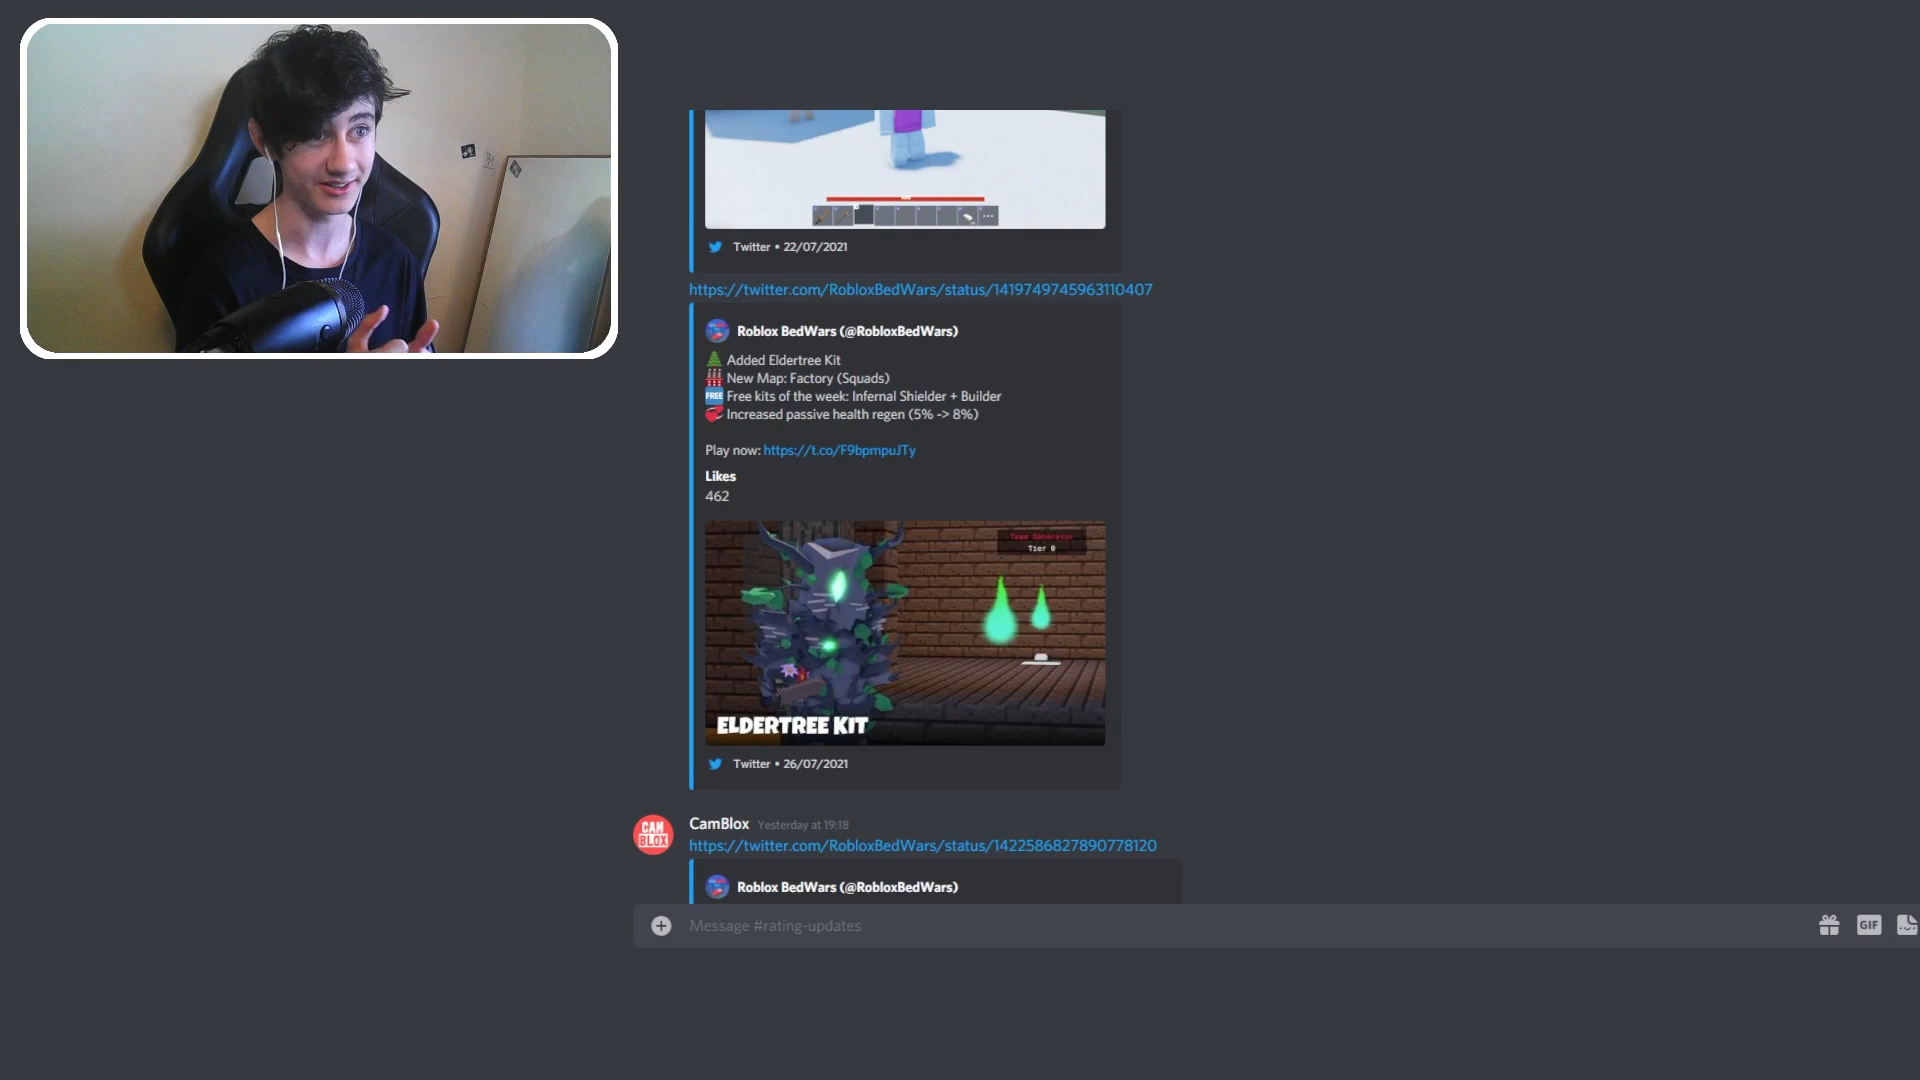 Twitter • 22/07/2021
https://twitter.com/RobloxBedWars/status/1419749745963110407
Roblox BedWars (@RobloxBedWars)
Added Eldertree Kit
New Map: Factory (Squads)
FREE Free kits of the week: Infernal Shielder + Builder
Increased passive health regen (5% -> 8%)
Play now: https://t.co/F9bpmpuJTy
Likes
462
Team Generator
Tier 0
ELDERTREE KIT
Twitter • 26/07/2021
CAM BLOX
CamBlox Yesterday at 19:18
https://twitter.com/RobloxBedWars/status/1422586827890778120
Roblox BedWars (@RobloxBedWars)
Message #rating-updates
GIF